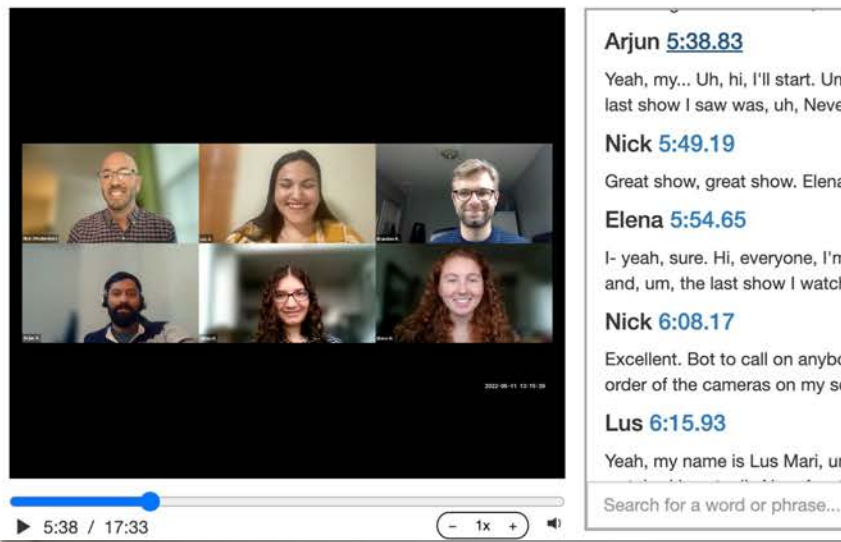 Arjun 5:38.83
Yeah, my... Uh, hi, I'll start. Um
last show I saw was, uh, Neve
Nick 5:49.19
Great show, great show. Elena
Elena 5:54.65
I- yeah, sure. Hi, everyone, I'm
and, um, the last show I watch
Nick 6:08.17
Excellent. Bot to call on anybo
order of the cameras on my s
Lus 6:15.93
Yeah, my name is Lus Mari, u
Search for a word or phrase...
5:38 / 17:33
- 1x +